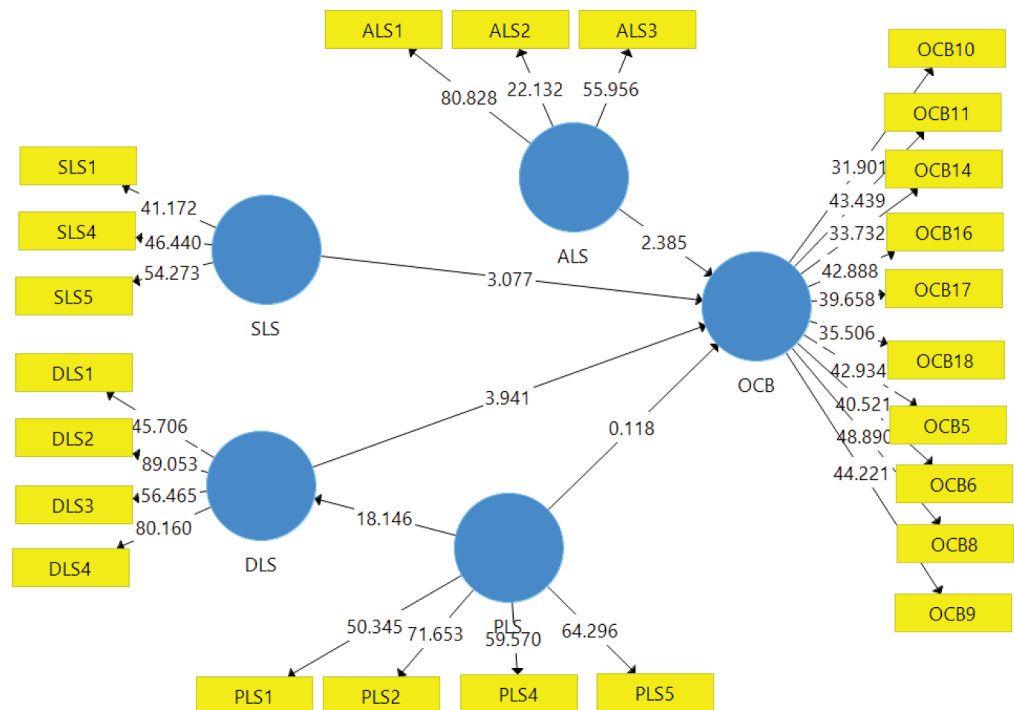 ALS1
ALS2
ALS3
80.828
22.132
55.956
ALS
2.385
SLS1
SLS4
SLS5
41.172
46.440
54.273
SLS
3.077
DLS1
DLS2
DLS3
DLS4
45.706
89.053
56.465
80.160
DLS
3.941
18.146
0.118
PLS
50.345
71.653
59.570
64.296
PLS1
PLS2
PLS4
PLS5
OCB
31.901
43.439
33.732
42.888
39.658
35.506
42.934
40.521
48.890
44.221
OCB10
OCB11
OCB14
OCB16
OCB17
OCB18
OCB5
OCB6
OCB8
OCB9